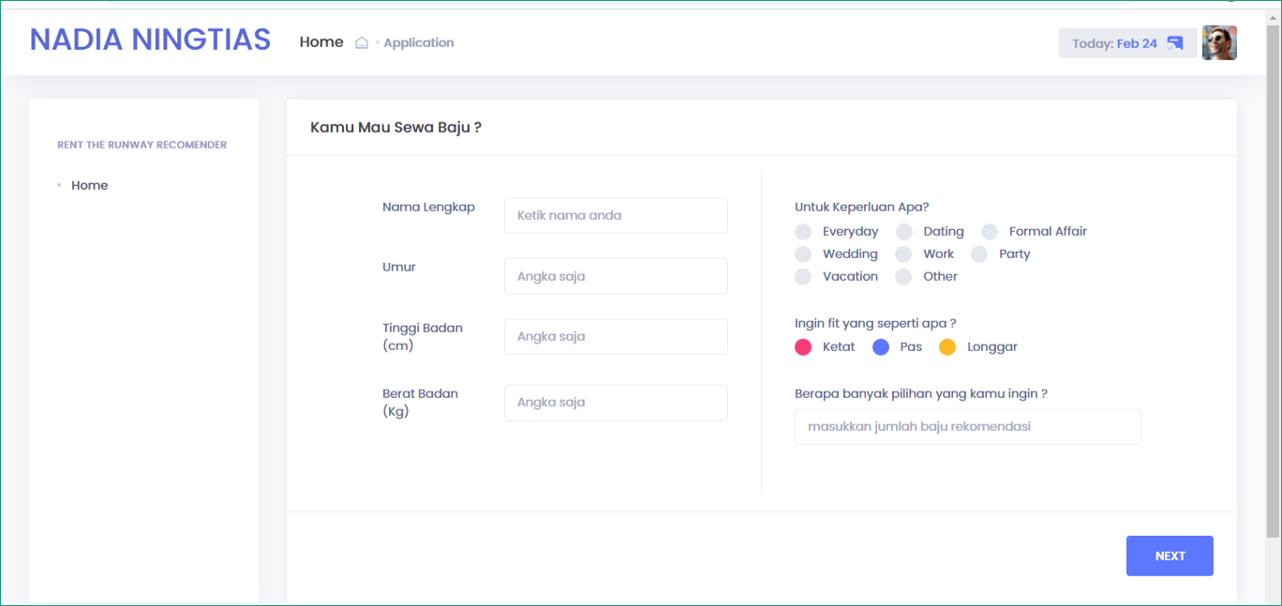 NADIA NINGTIAS
Home
Application
Today: Feb 24
RENT THE RUNWAY RECOMENDER
Home
Kamu Mau Sewa Baju ?
Nama Lengkap
Ketik nama anda
Umur
Angka saja
Tinggi Badan
(cm)
Angka saja
Berat Badan
(Kg)
Angka saja
Untuk Keperluan Apa?
Everyday Dating Formal Affair
Wedding Work Party
Vacation Other
Ingin fit yang seperti apa ?
Ketat Pas Longgar
Berapa banyak pilihan yang kamu ingin ?
masukkan jumlah baju rekomendasi
NEXT